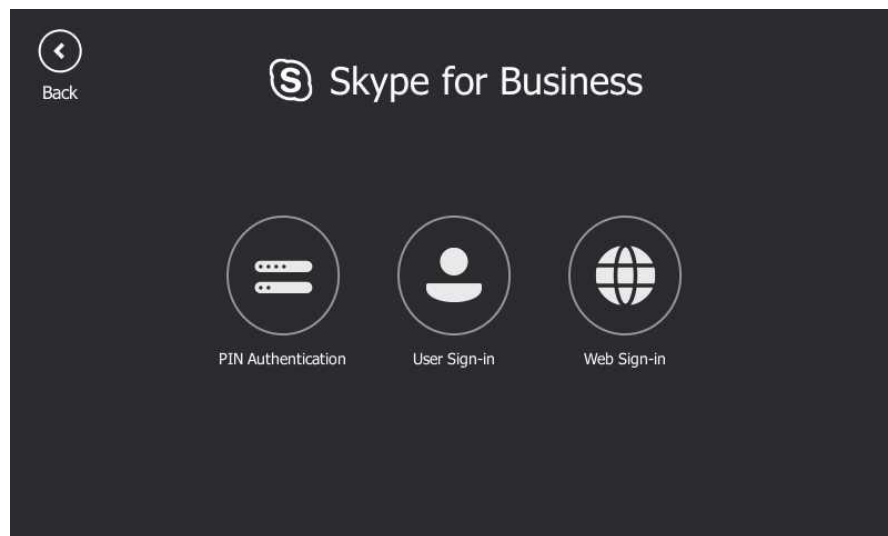 Back
Skype for Business
PIN Authentication
User Sign-in
Web Sign-in